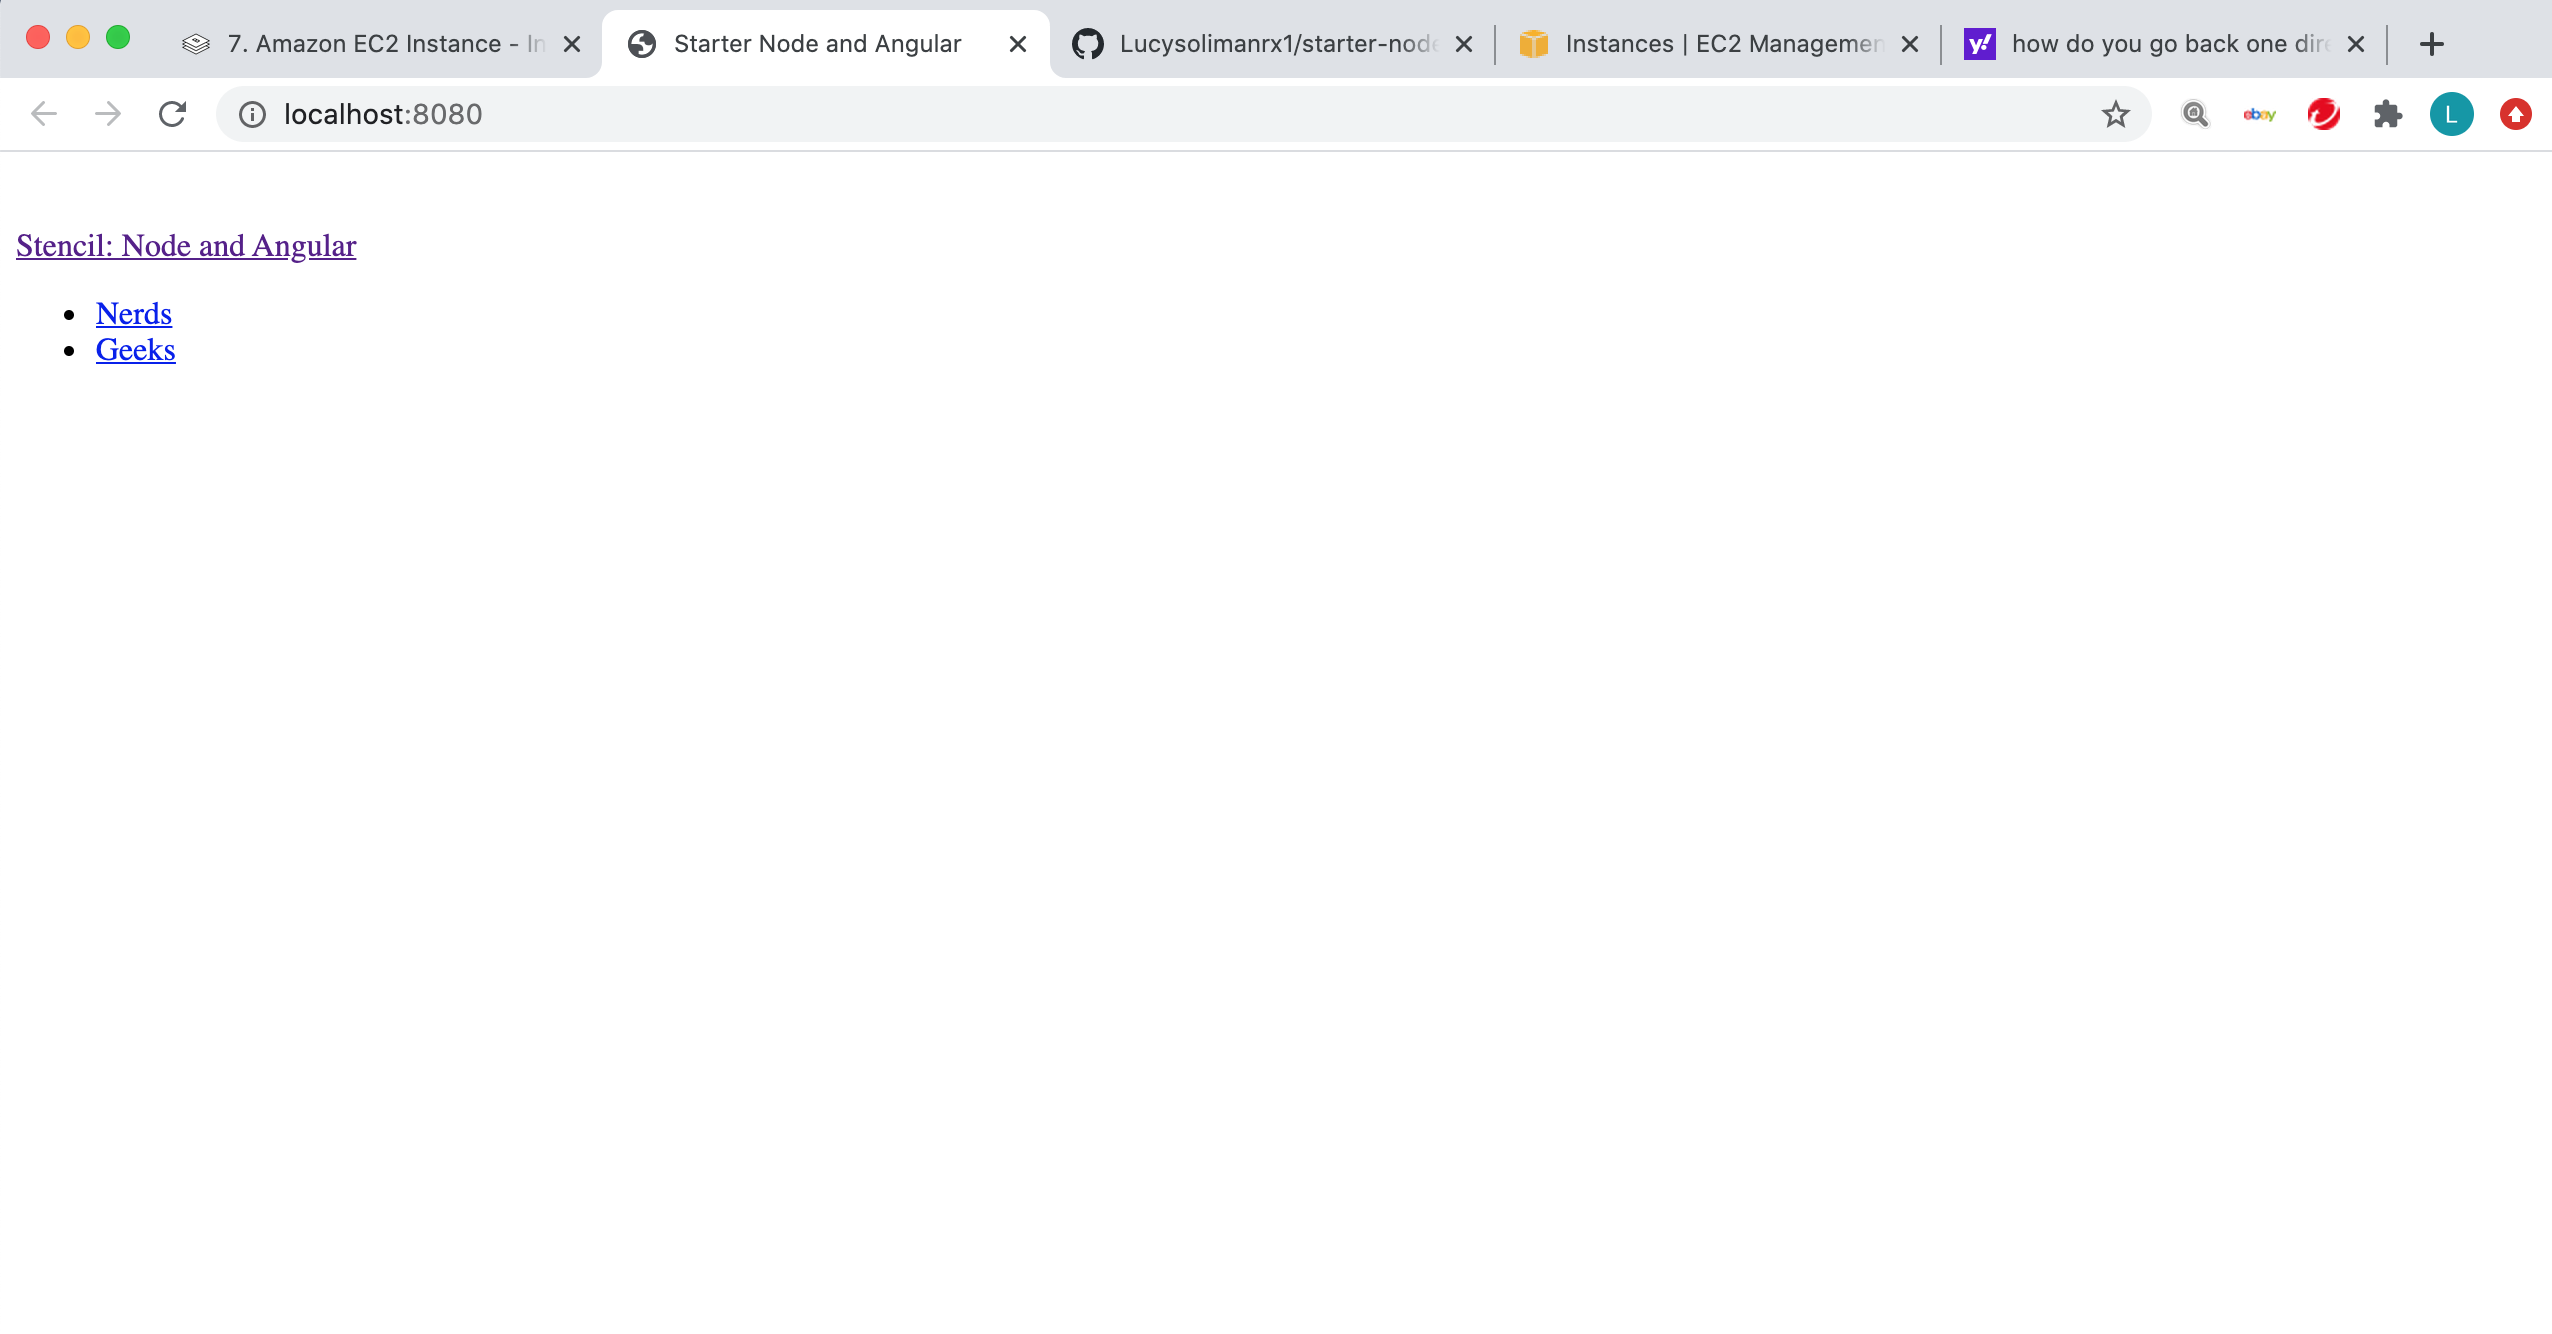 7. Amazon EC2 Instance - In
Starter Node and Angular
Lucysolimanrx1/starter-node
Instances | EC2 Managemen
y!
how do you go back one dire
localhost:8080
ebay
L
Stencil: Node and Angular
Nerds
Geeks